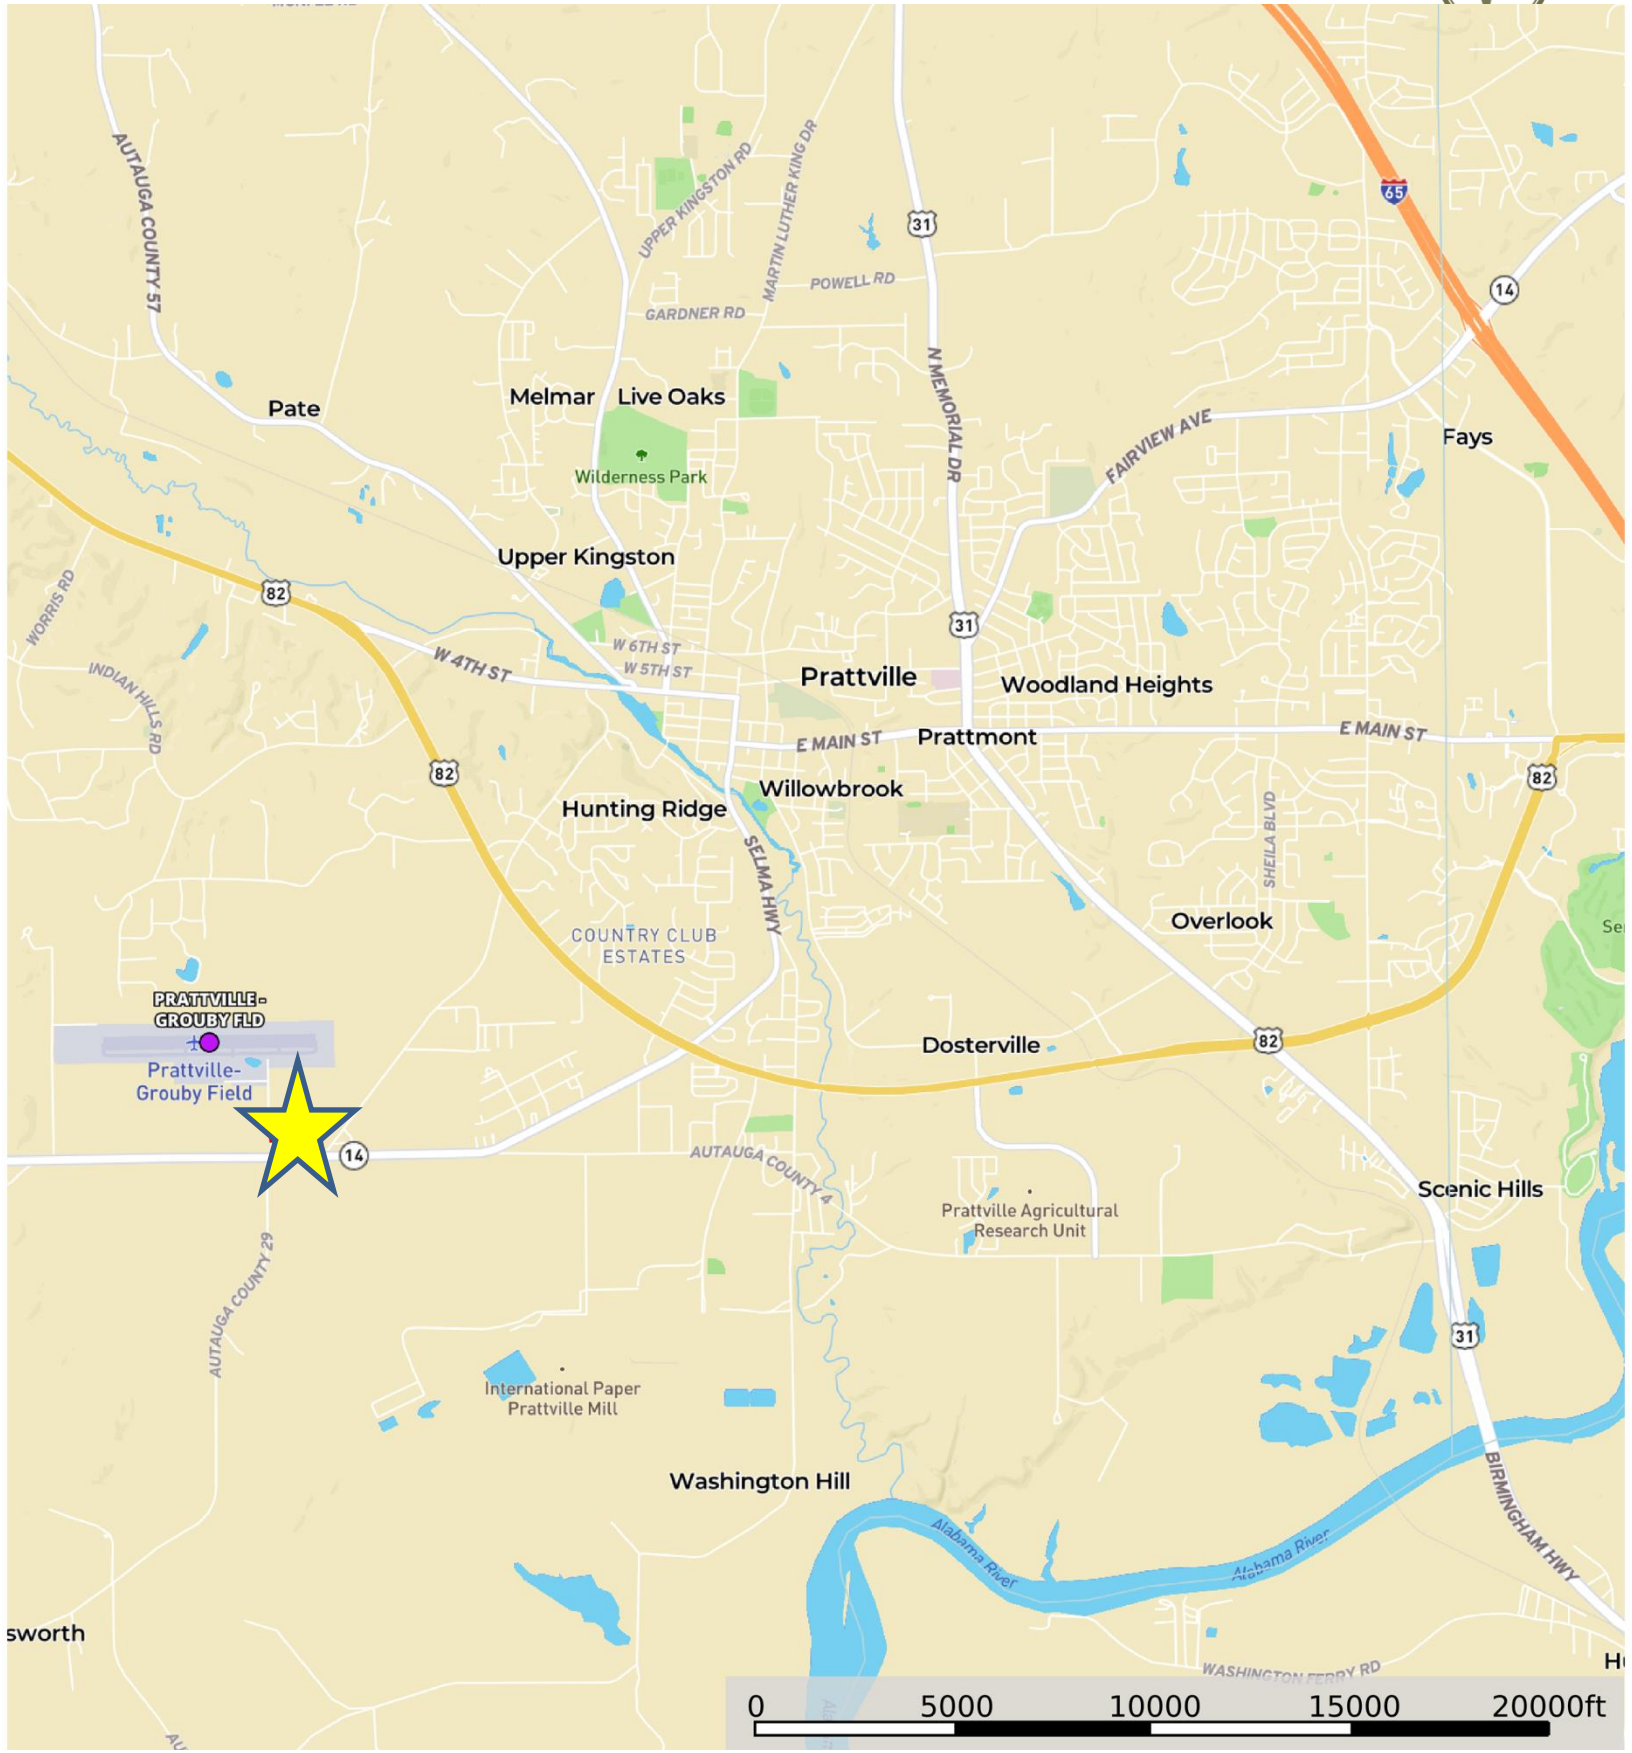 65
AUTAUGA COUNTY 57
UPPER KINGSTON RD
MARTIN LUTHER KING DR
31
14
POWELL RD
GARDNER RD
N MEMORIAL DR
Pate
Melmar
Live Oaks
FAIRVIEW AVE
Fays
Wilderness Park
Upper Kingston
82
WORRIS RD
31
W 6TH ST
W 5TH ST
W 4TH ST
INDIAN HILLS RD
Prattville
Woodland Heights
E MAIN ST
Prattmont
E MAIN ST
82
82
Willowbrook
Hunting Ridge
SHEILA BLVD
SELMA HWY
Overlook
COUNTRY CLUB
ESTATES
PRATTVILLE-
GROUBY FLD
Prattville-
Grouby Field
Dosterville
82
14
AUTAUGA COUNTY 4
Scenic Hills
Prattville Agricultural
Research Unit
AUTAUGA COUNTY 29
31
International Paper
Prattville Mill
Washington Hill
BIRMINGHAM HWY
Alabama River
Alabama River
sworth
WASHINGTON FERRY RD
0 5000 10000 15000 20000ft